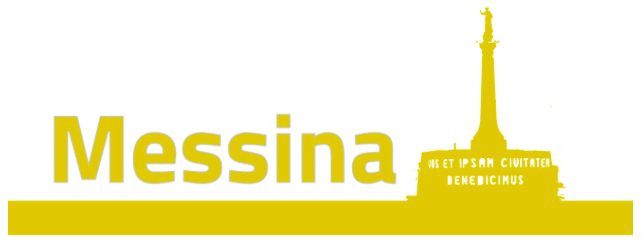 Messina
VOS ET IPSAM CIVITATEM
BENEDICIMUS